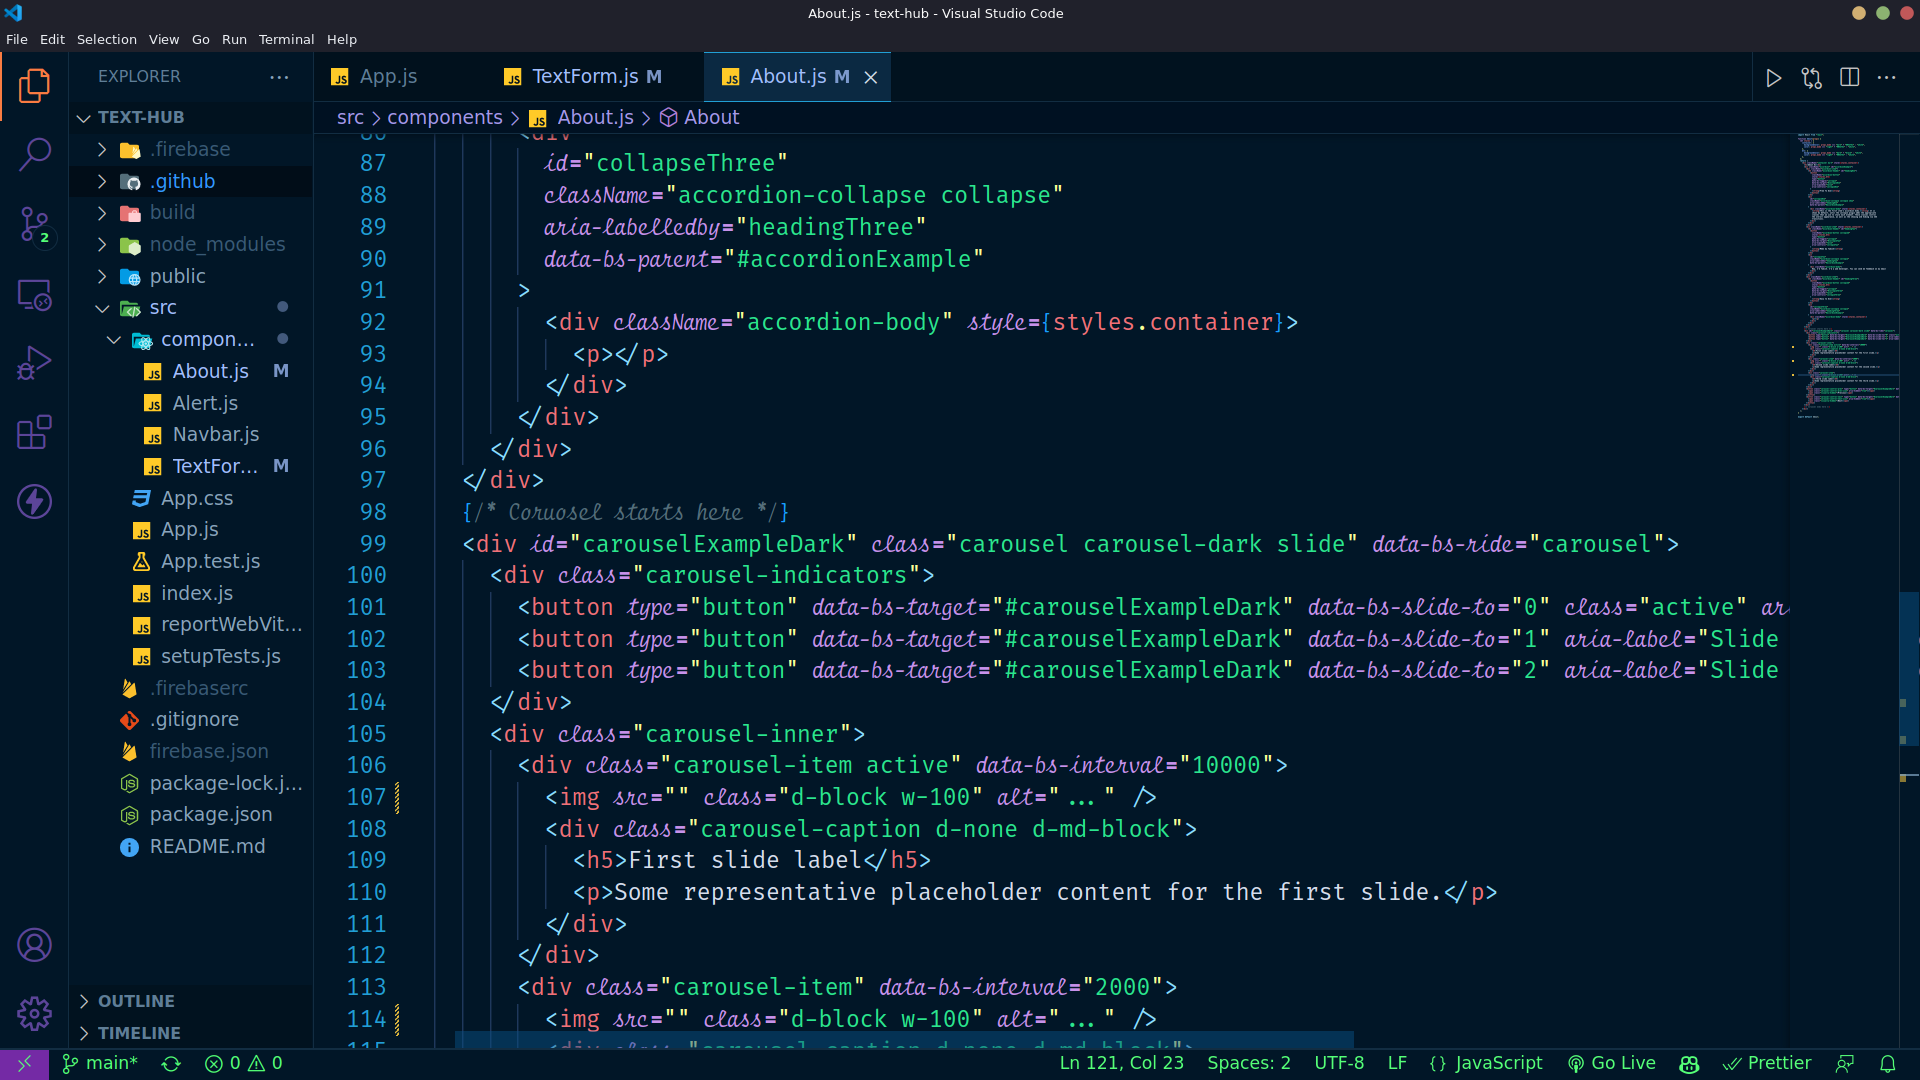 About.js - text-hub - Visual Studio Code
File Edit Selection View Go Run Terminal Help
EXPLORER
TEXT-HUB
.firebase
.github
build
node_modules
public
src
compon...
About.js M
Alert.js
Navbar.js
TextFor... M
App.css
App.js
App.test.js
index.js
reportWebVit...
setupTests.js
.firebaserc
.gitignore
firebase.json
package-lock.j...
package.json
README.md
OUTLINE
TIMELINE
2
App.js
TextForm.js M
About.js M
src > components > About.js > About
86 <div
87 id="collapseThree"
88 className="accordion-collapse collapse"
89 aria-labelledby="headingThree"
90 data-bs-parent="#accordionExample"
91 >
92 <div className="accordion-body" style={styles.container}>
93 <p></p>
94 </div>
95 </div>
96 </div>
97 </div>
98 {/* Coruosel starts here */}
99 <div id="carouselExampleDark" class="carousel carousel-dark slide" data-bs-ride="carousel">
100 <div class="carousel-indicators">
101 <button type="button" data-bs-target="#carouselExampleDark" data-bs-slide-to="0" class="active" ar
102 <button type="button" data-bs-target="#carouselExampleDark" data-bs-slide-to="1" aria-label="Slide
103 <button type="button" data-bs-target="#carouselExampleDark" data-bs-slide-to="2" aria-label="Slide
104 </div>
105 <div class="carousel-inner">
106 <div class="carousel-item active" data-bs-interval="10000">
107 <img src="" class="d-block w-100" alt="..." />
108 <div class="carousel-caption d-none d-md-block">
109 <h5>First slide label</h5>
110 <p>Some representative placeholder content for the first slide.</p>
111 </div>
112 </div>
113 <div class="carousel-item" data-bs-interval="2000">
114 <img src="" class="d-block w-100" alt="..." />
115 <div class="carousel-caption d-none d-md-block">
main* 0 0 Ln 121, Col 23 Spaces: 2 UTF-8 LF {} JavaScript Go Live Prettier